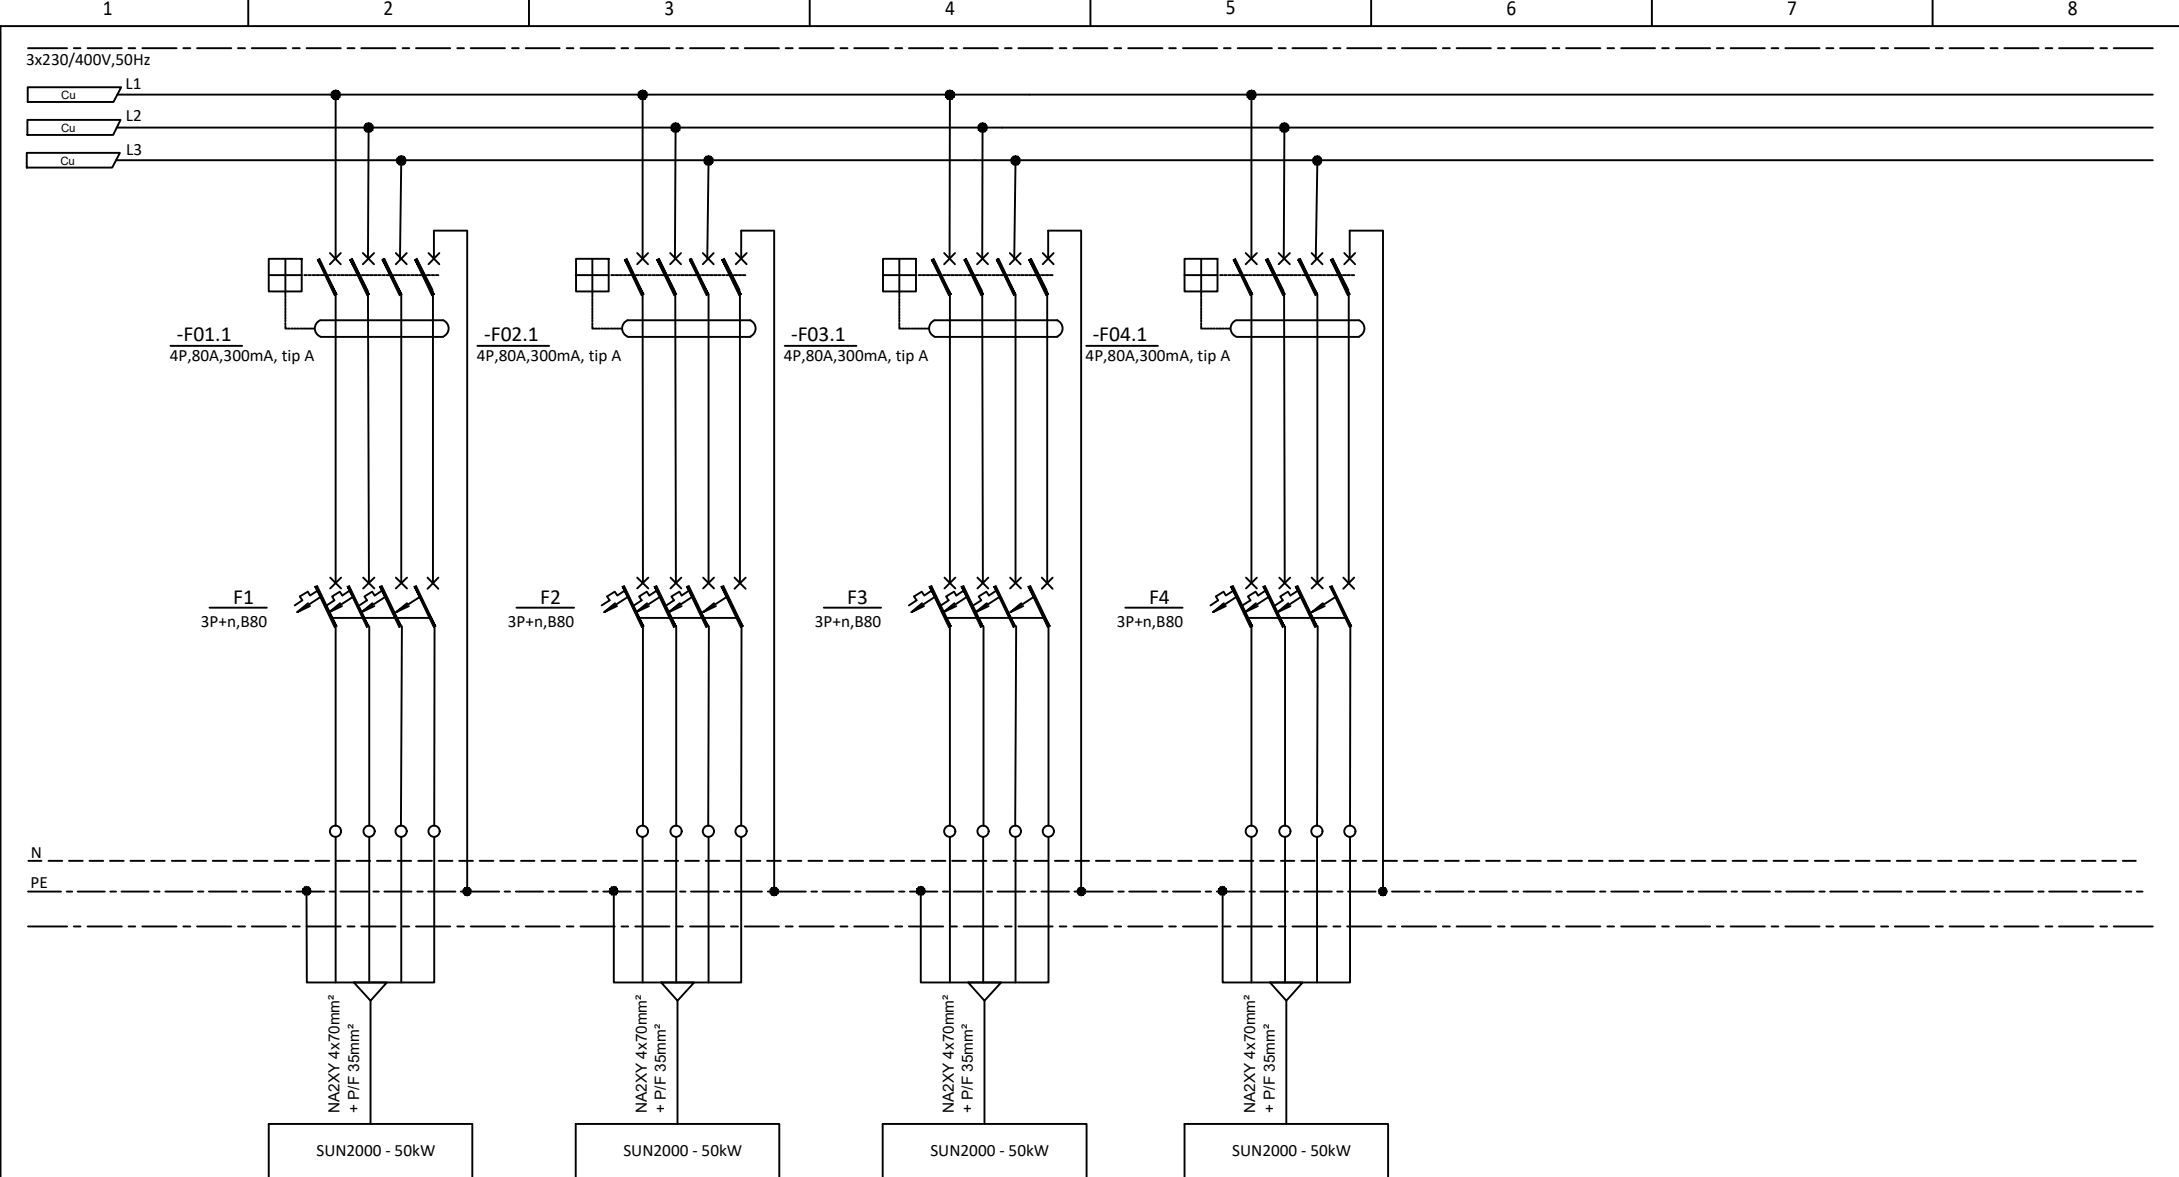 1 2 3 4 5 6 7 8
3x230/400V,50Hz
Cu L1
Cu L2
Cu L3
-F01.1
4P,80A,300mA, tip A
-F02.1
4P,80A,300mA, tip A
-F03.1
4P,80A,300mA, tip A
-F04.1
4P,80A,300mA, tip A
F1
3P+n,B80
F2
3P+n,B80
F3
3P+n,B80
F4
3P+n,B80
N
PE
NA2XY 4x70mm²
+ P/F 35mm²
NA2XY 4x70mm²
+ P/F 35mm²
NA2XY 4x70mm²
+ P/F 35mm²
NA2XY 4x70mm²
+ P/F 35mm²
SUN2000 - 50kW
SUN2000 - 50kW
SUN2000 - 50kW
SUN2000 - 50kW